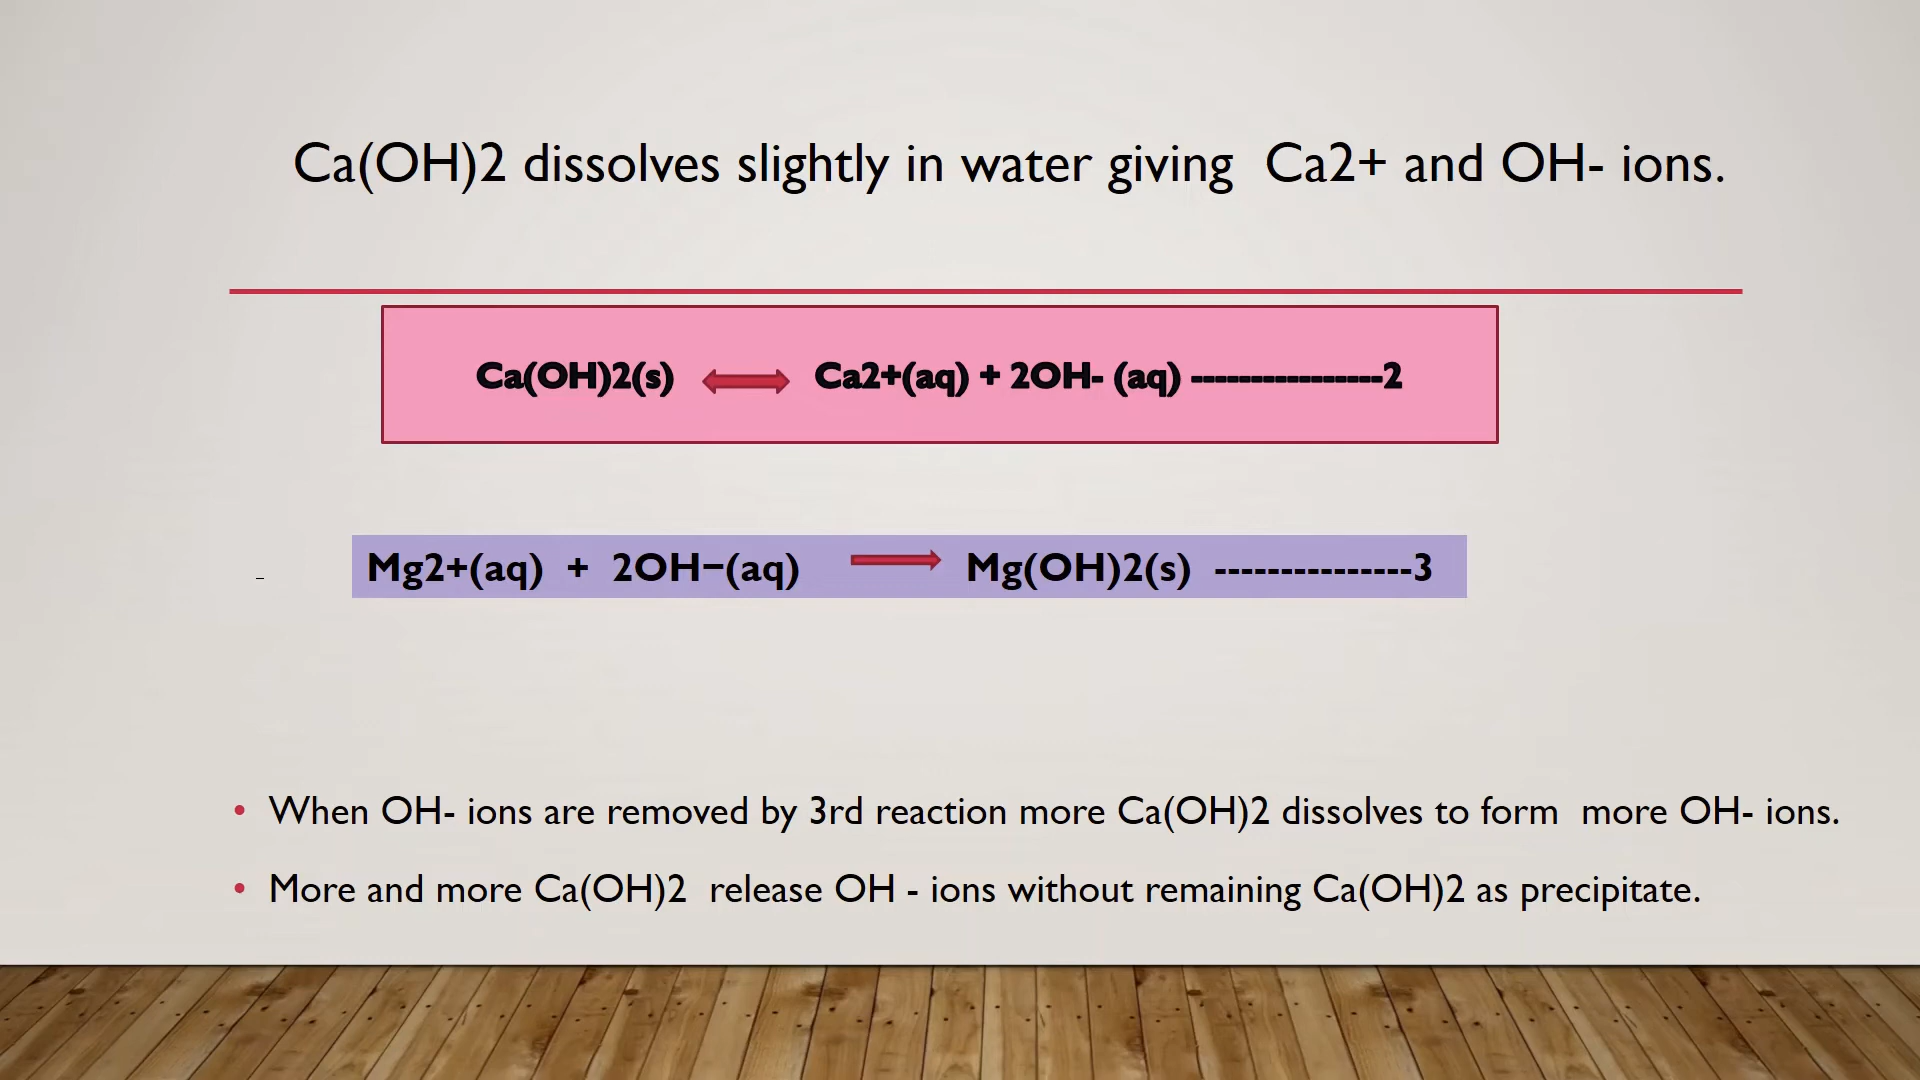 Ca(OH)2 dissolves slightly in water giving  Ca2+ and OH- ions.
Ca(OH)2(s) ⟷ Ca2+(aq) + 2OH- (aq) ----------------2
Mg2+(aq)  +  2OH−(aq) ⟶ Mg(OH)2(s)  ---------------3
• When OH- ions are removed by 3rd reaction more Ca(OH)2 dissolves to form  more OH- ions.
• More and more Ca(OH)2  release OH - ions without remaining Ca(OH)2 as precipitate.